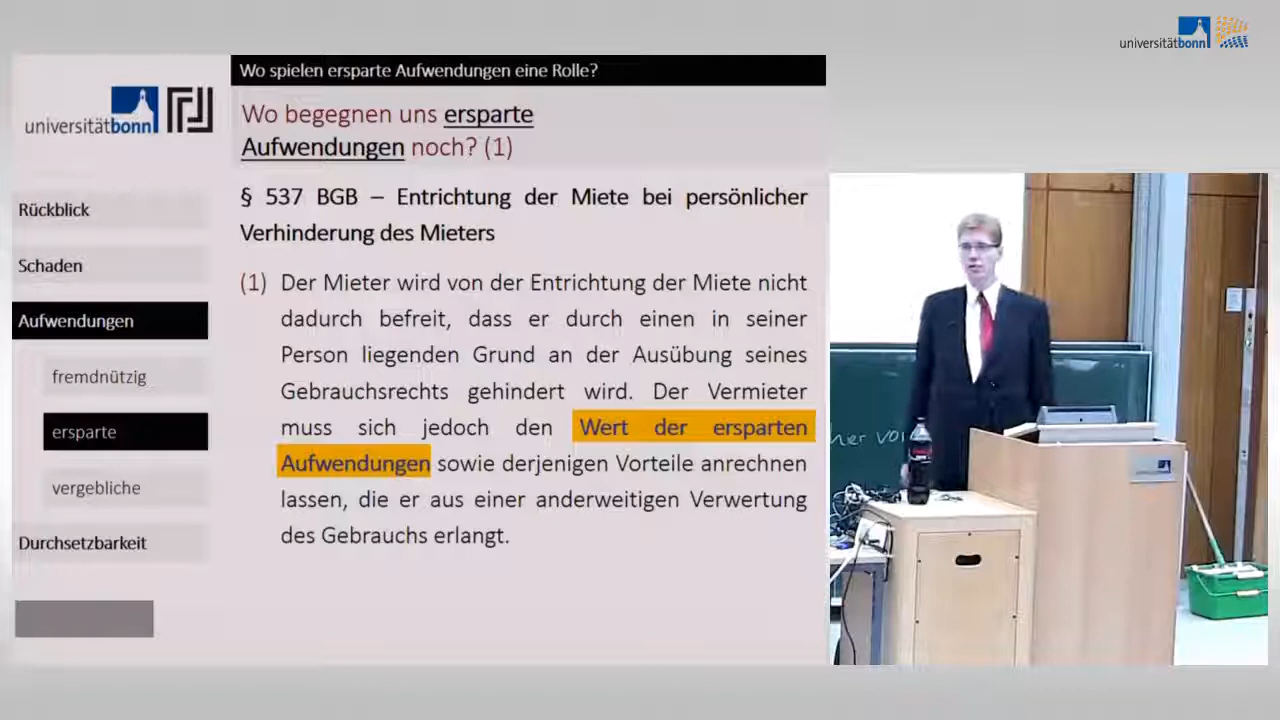 universitätbonn
Wo spielen ersparte Aufwendungen eine Rolle?
universitätbonn
Wo begegnen uns ersparte
Aufwendungen noch? (1)
Rückblick
Schaden
Aufwendungen
fremdnützig
ersparte
vergebliche
Durchsetzbarkeit
§ 537 BGB – Entrichtung der Miete bei persönlicher
Verhinderung des Mieters
(1) Der Mieter wird von der Entrichtung der Miete nicht
dadurch befreit, dass er durch einen in seiner
Person liegenden Grund an der Ausübung seines
Gebrauchsrechts gehindert wird. Der Vermieter
muss sich jedoch den Wert der ersparten
Aufwendungen sowie derjenigen Vorteile anrechnen
lassen, die er aus einer anderweitigen Verwertung
des Gebrauchs erlangt.